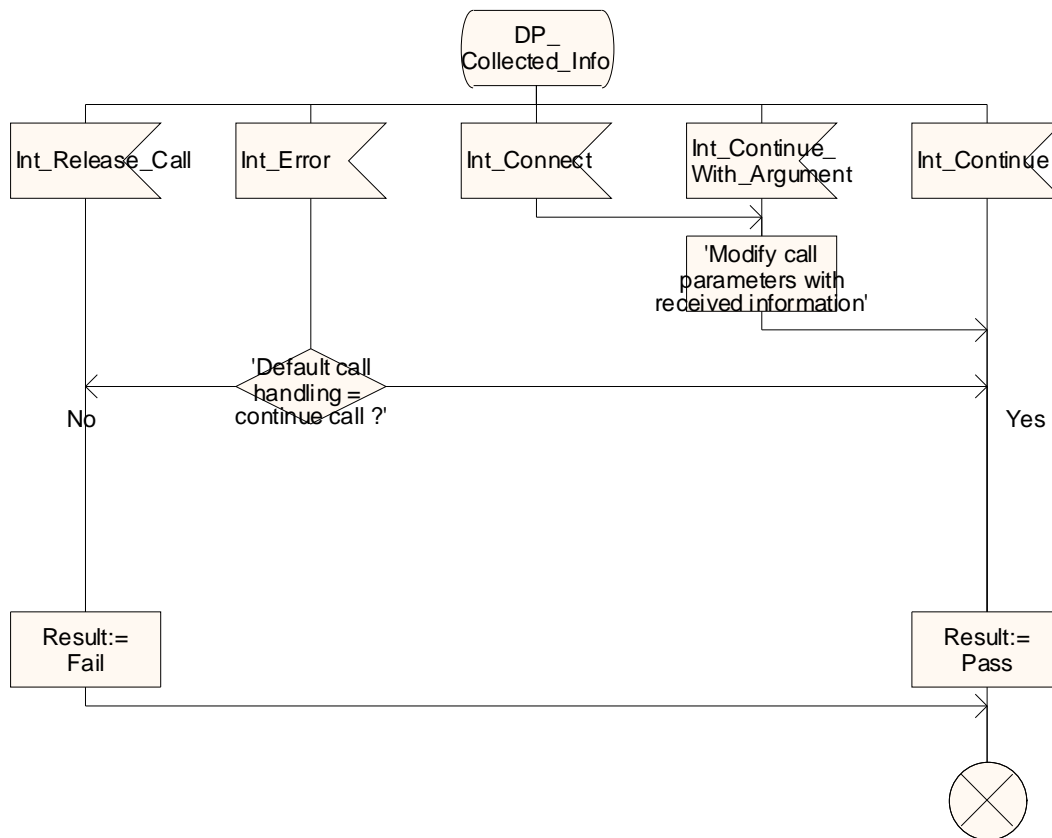 DP_
Collected_Info
Int_Release_Call
Int_Error
Int_Connect
Int_Continue_
With_Argument
Int_Continue
'Modify call
parameters with
received information'
'Default call
handling =
continue call ?'
No
Yes
Result:=
Fail
Result:=
Pass